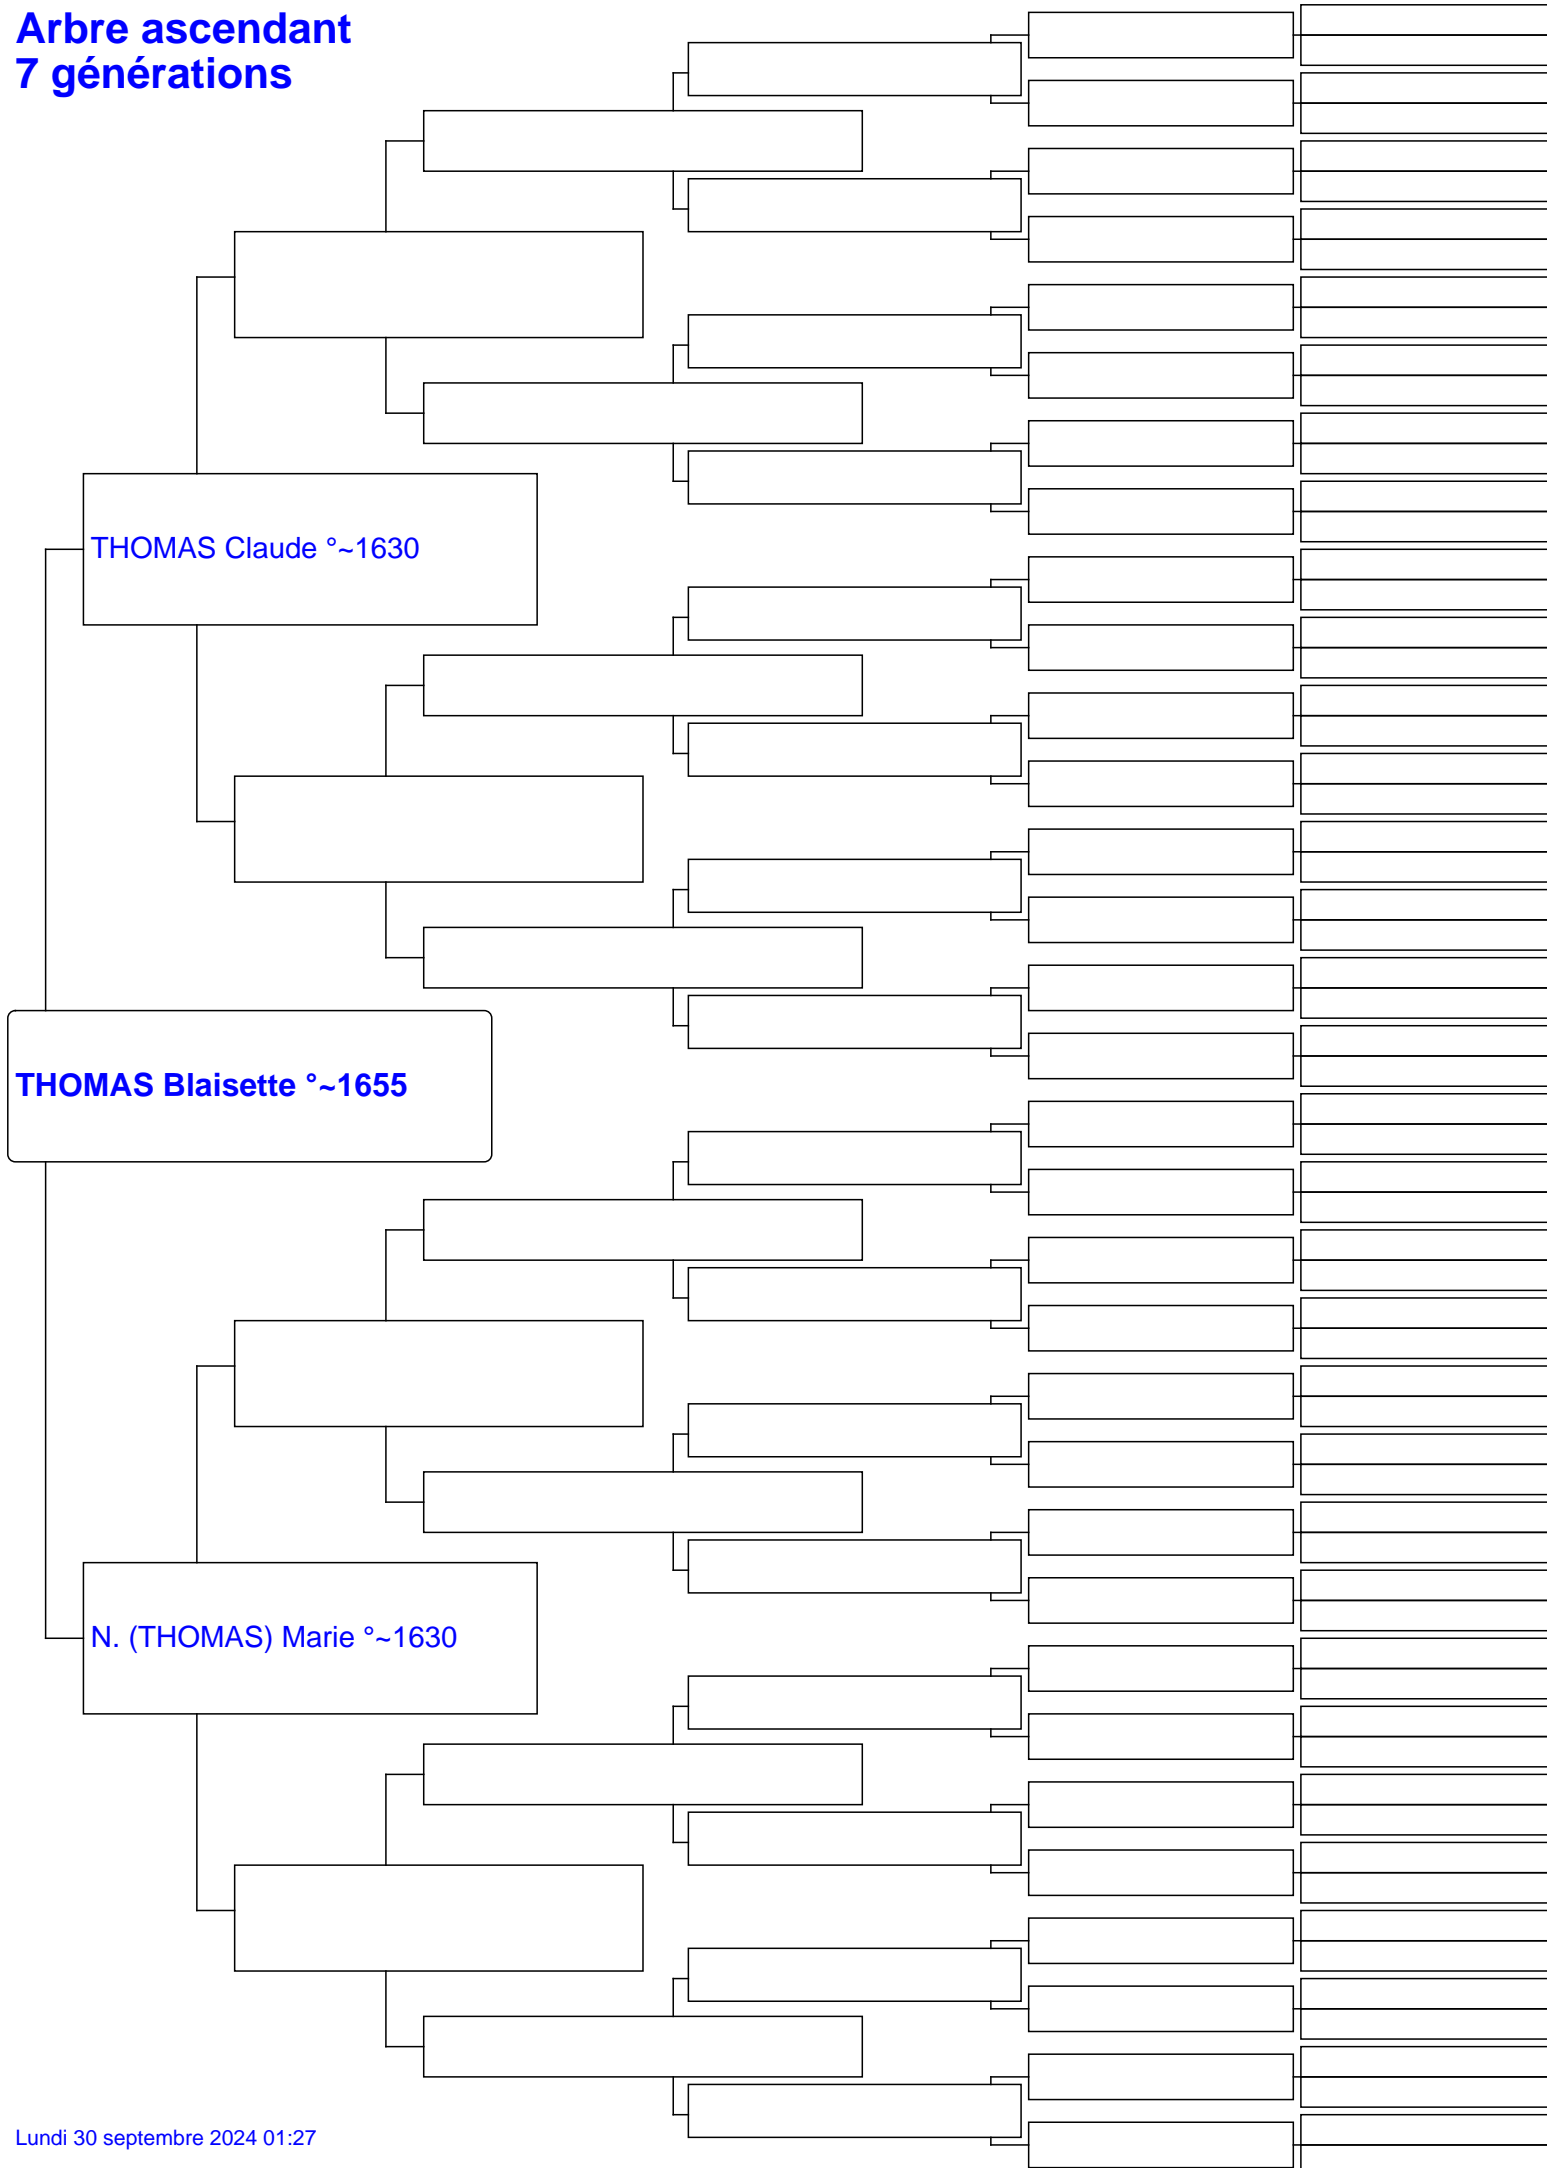 Arbre ascendant
7 générations
THOMAS Claude °~1630
THOMAS Blaisette °~1655
N. (THOMAS) Marie °~1630
Lundi 30 septembre 2024 01:27